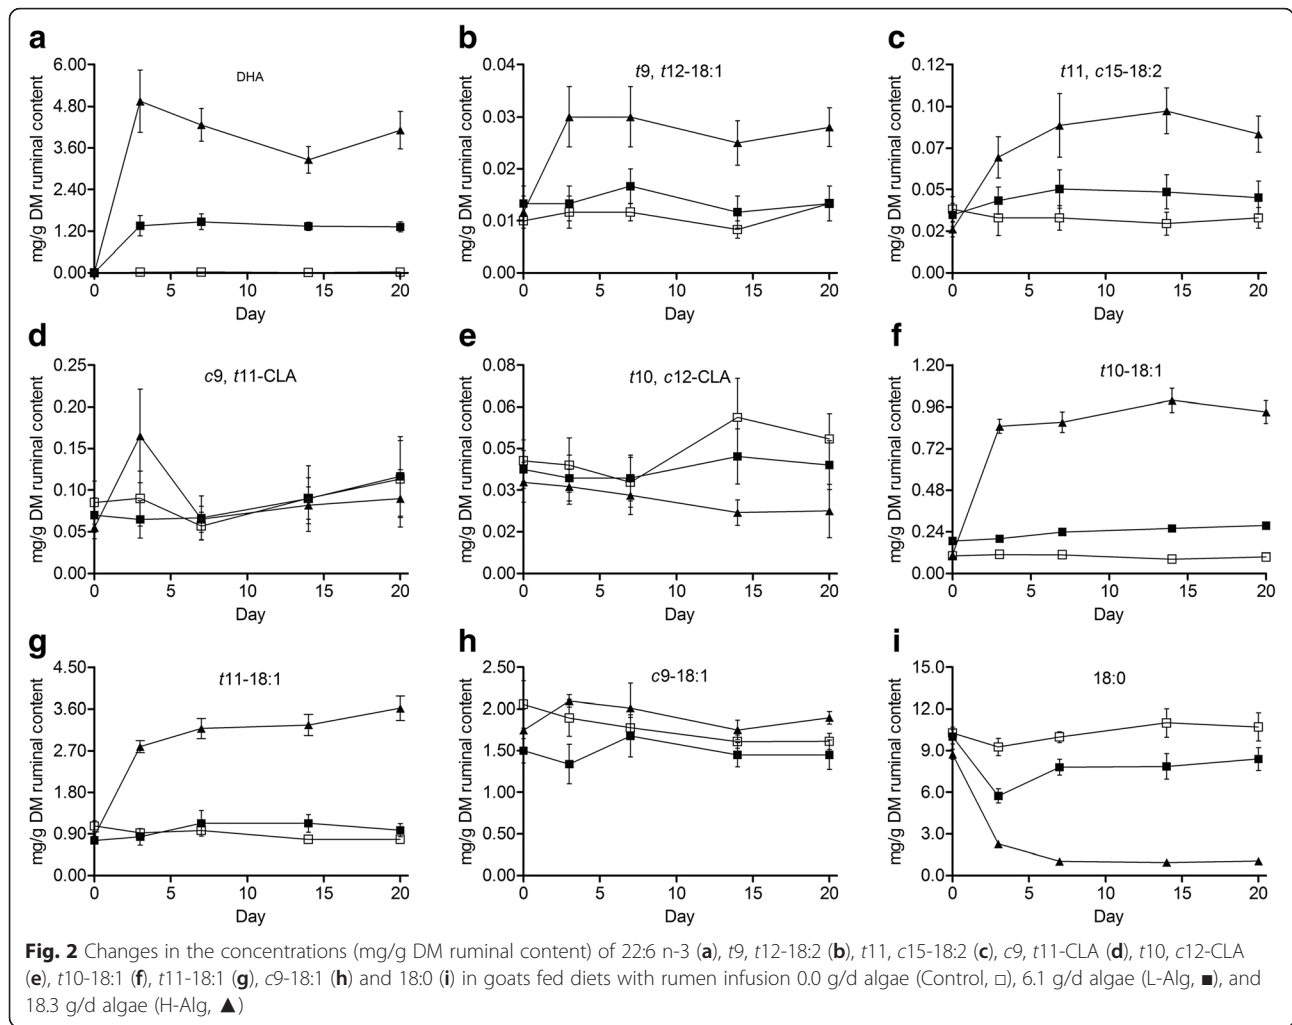 a
DHA
6.00
4.80
3.60
2.40
1.20
0.00
mg/g DM ruminal content
0 5 10 15 20
Day
b
t9, t12-18:1
0.04
0.03
0.02
0.01
0.00
mg/g DM ruminal content
0 5 10 15 20
Day
c
t11, c15-18:2
0.12
0.10
0.07
0.05
0.02
0.00
mg/g DM ruminal content
0 5 10 15 20
Day
d
c9, t11-CLA
0.25
0.20
0.15
0.10
0.05
0.00
mg/g DM ruminal content
0 5 10 15 20
Day
e
t10, c12-CLA
0.08
0.06
0.05
0.03
0.02
0.00
mg/g DM ruminal content
0 5 10 15 20
Day
f
t10-18:1
1.20
0.96
0.72
0.48
0.24
0.00
mg/g DM ruminal content
0 5 10 15 20
Day
g
t11-18:1
4.50
3.60
2.70
1.80
0.90
0.00
mg/g DM ruminal content
0 5 10 15 20
Day
h
c9-18:1
2.50
2.00
1.50
1.00
0.50
0.00
mg/g DM ruminal content
0 5 10 15 20
Day
i
18:0
15.0
12.0
9.0
6.0
3.0
0.0
mg/g DM ruminal content
0 5 10 15 20
Day
Fig. 2 Changes in the concentrations (mg/g DM ruminal content) of 22:6 n-3 (a), t9, t12-18:2 (b), t11, c15-18:2 (c), c9, t11-CLA (d), t10, c12-CLA
(e), t10-18:1 (f), t11-18:1 (g), c9-18:1 (h) and 18:0 (i) in goats fed diets with rumen infusion 0.0 g/d algae (Control, □), 6.1 g/d algae (L-Alg, ■), and
18.3 g/d algae (H-Alg, ▲)